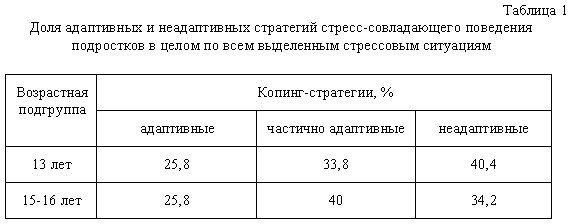 Таблица 1
Доля адаптивных и неадаптивных стратегий стресс-совладающего поведения
подростков в целом по всем выделенным стрессовым ситуациям
Возрастная подгруппа
Копинг-стратегии, %
адаптивные частично адаптивные неадаптивные
13 лет 25,8 33,8 40,4
15-16 лет 25,8 40 34,2